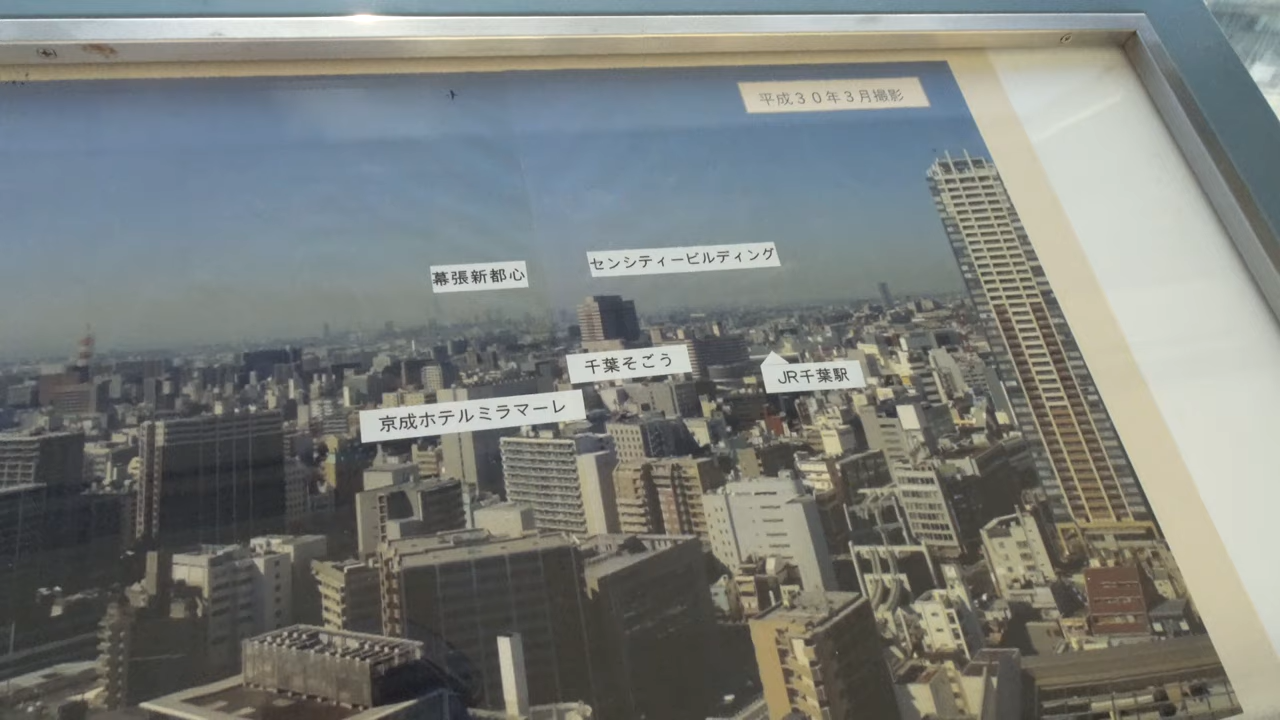 平成30年3月撮影
センシティービルディング
幕張新都心
千葉そごう
JR千葉駅
京成ホテルミラマーレ